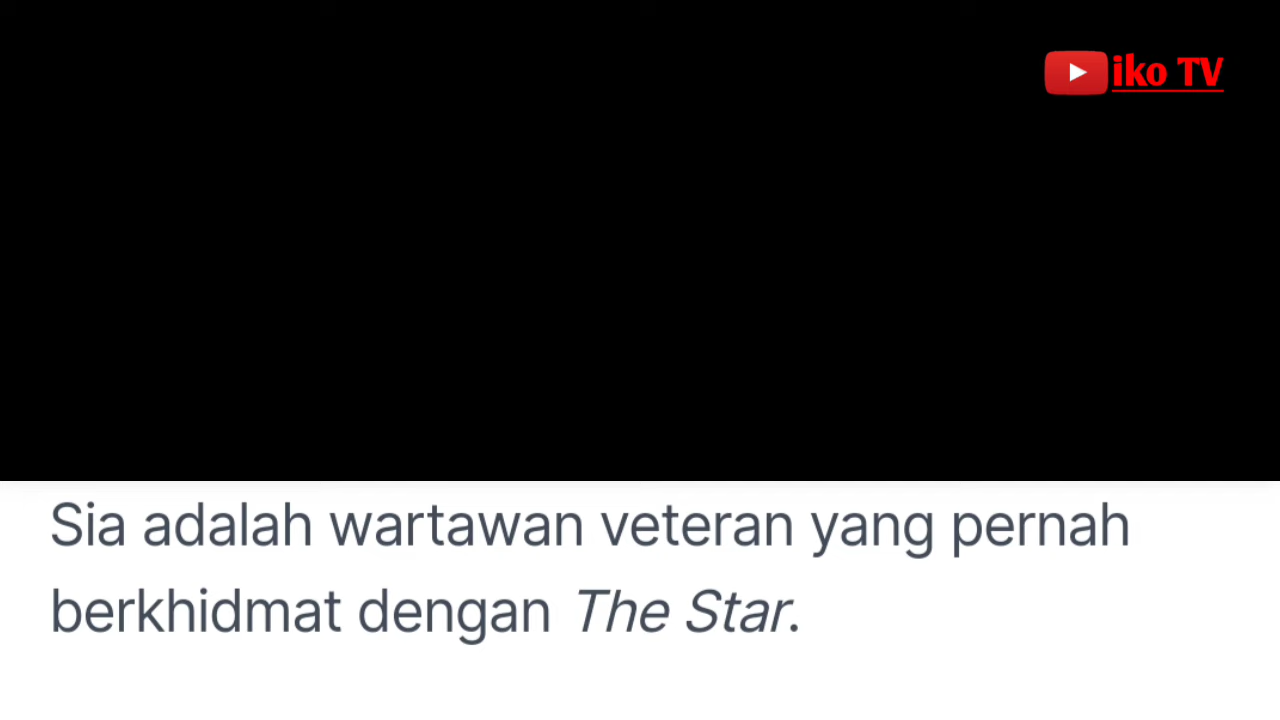 iko TV
Sia adalah wartawan veteran yang pernah
berkhidmat dengan The Star.